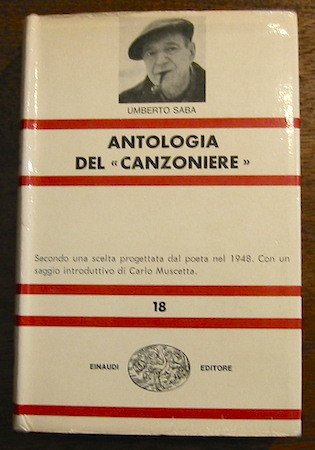 UMBERTO SABA
ANTOLOGIA
DEL « CANZONIERE »
Secondo una scelta progettata dal poeta nel 1948. Con un
saggio introduttivo di Carlo Muscetta.
18
EINAUDI EDITORE